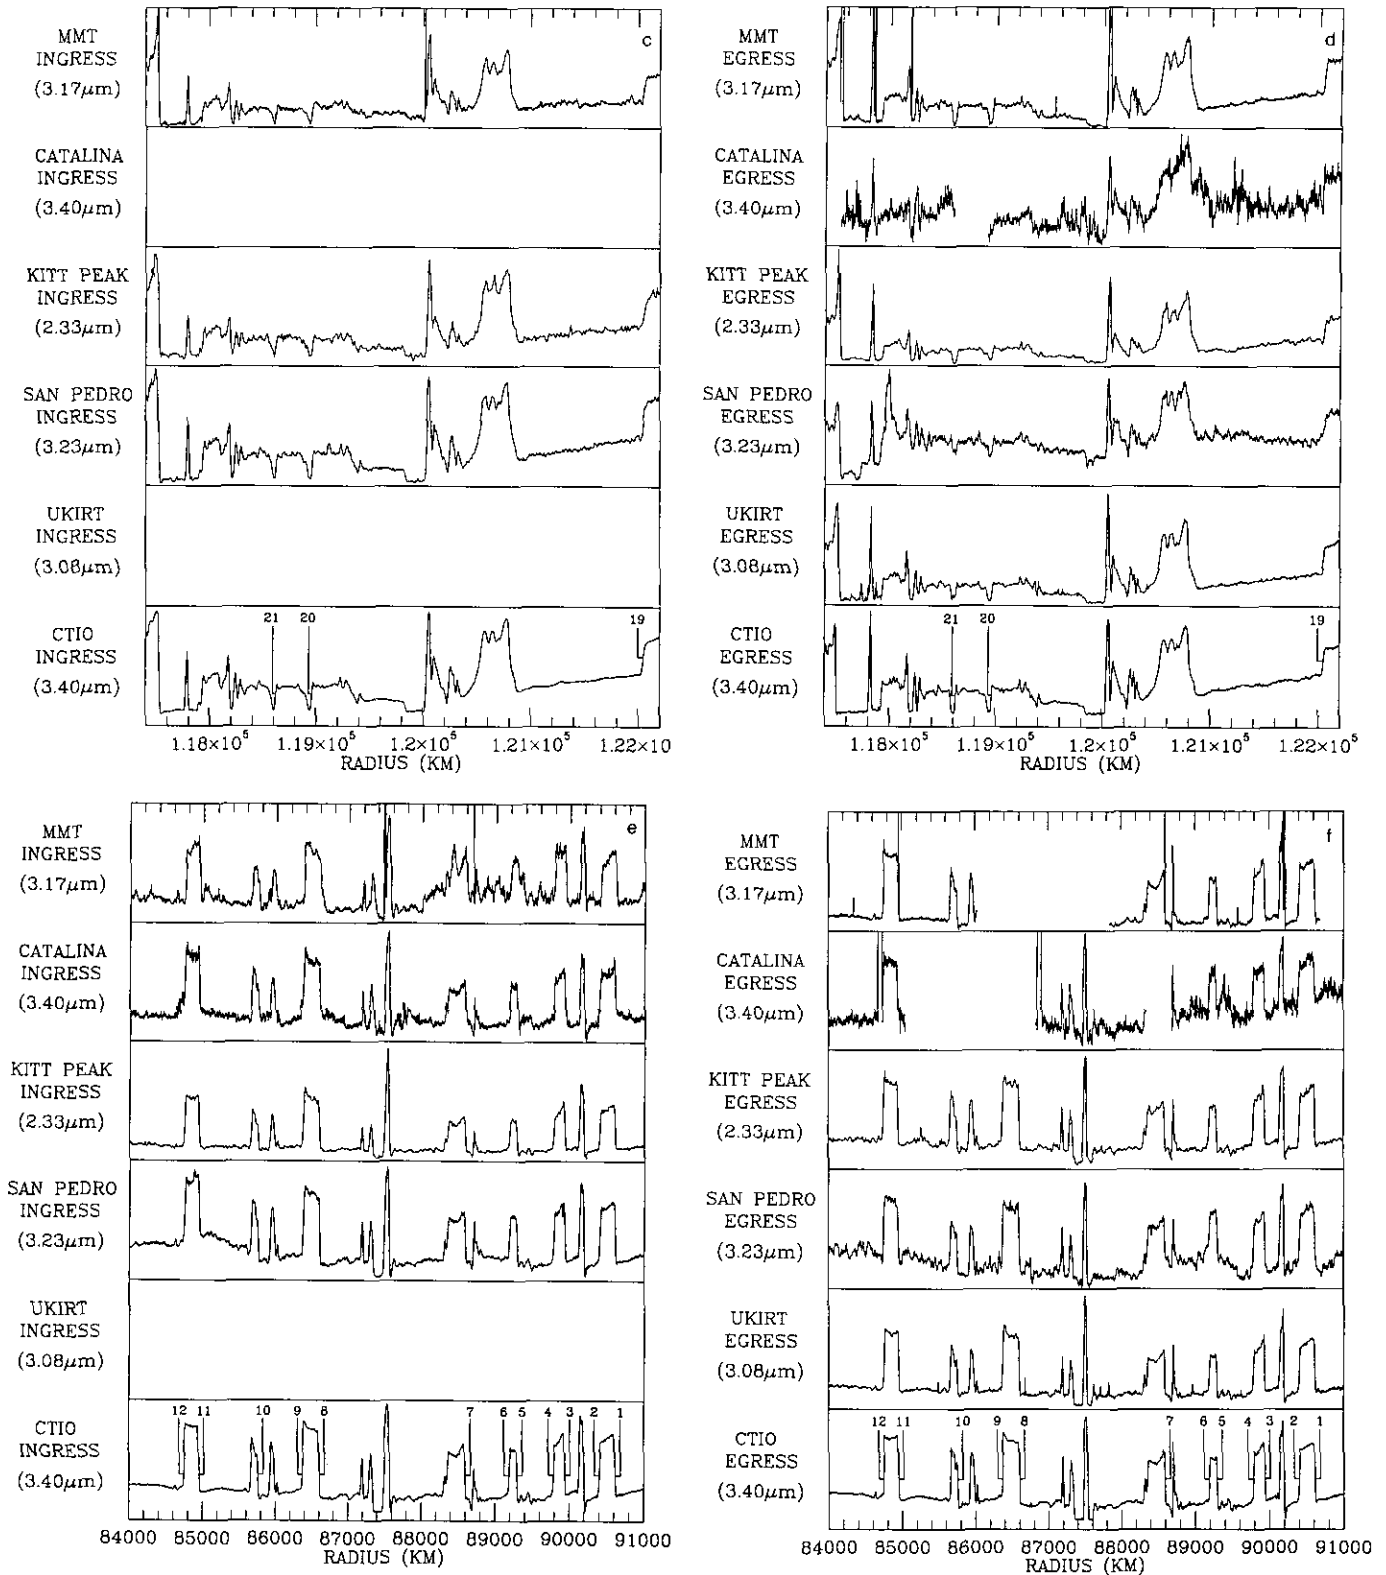 c
MMT
INGRESS
(3.17μm)
CATALINA
INGRESS
(3.40μm)
KITT PEAK
INGRESS
(2.33μm)
SAN PEDRO
INGRESS
(3.23μm)
UKIRT
INGRESS
(3.08μm)
CTIO
INGRESS
(3.40μm)
21 20 19
1.18×10⁵ 1.19×10⁵ 1.20×10⁵ 1.21×10⁵ 1.22×10
RADIUS (KM)
d
MMT
EGRESS
(3.17μm)
CATALINA
EGRESS
(3.40μm)
KITT PEAK
EGRESS
(2.33μm)
SAN PEDRO
EGRESS
(3.23μm)
UKIRT
EGRESS
(3.08μm)
CTIO
EGRESS
(3.40μm)
21 20 19
1.18×10⁵ 1.19×10⁵ 1.20×10⁵ 1.21×10⁵ 1.22×10⁵
RADIUS (KM)
e
MMT
INGRESS
(3.17μm)
CATALINA
INGRESS
(3.40μm)
KITT PEAK
INGRESS
(2.33μm)
SAN PEDRO
INGRESS
(3.23μm)
UKIRT
INGRESS
(3.08μm)
CTIO
INGRESS
(3.40μm)
12 11 10 9 8 7 6 5 4 3 2 1
84000 85000 86000 87000 88000 89000 90000 91000
RADIUS (KM)
f
MMT
EGRESS
(3.17μm)
CATALINA
EGRESS
(3.40μm)
KITT PEAK
EGRESS
(2.33μm)
SAN PEDRO
EGRESS
(3.23μm)
UKIRT
EGRESS
(3.08μm)
CTIO
EGRESS
(3.40μm)
12 11 10 9 8 7 6 5 4 3 2 1
84000 85000 86000 87000 88000 89000 90000 91000
RADIUS (KM)